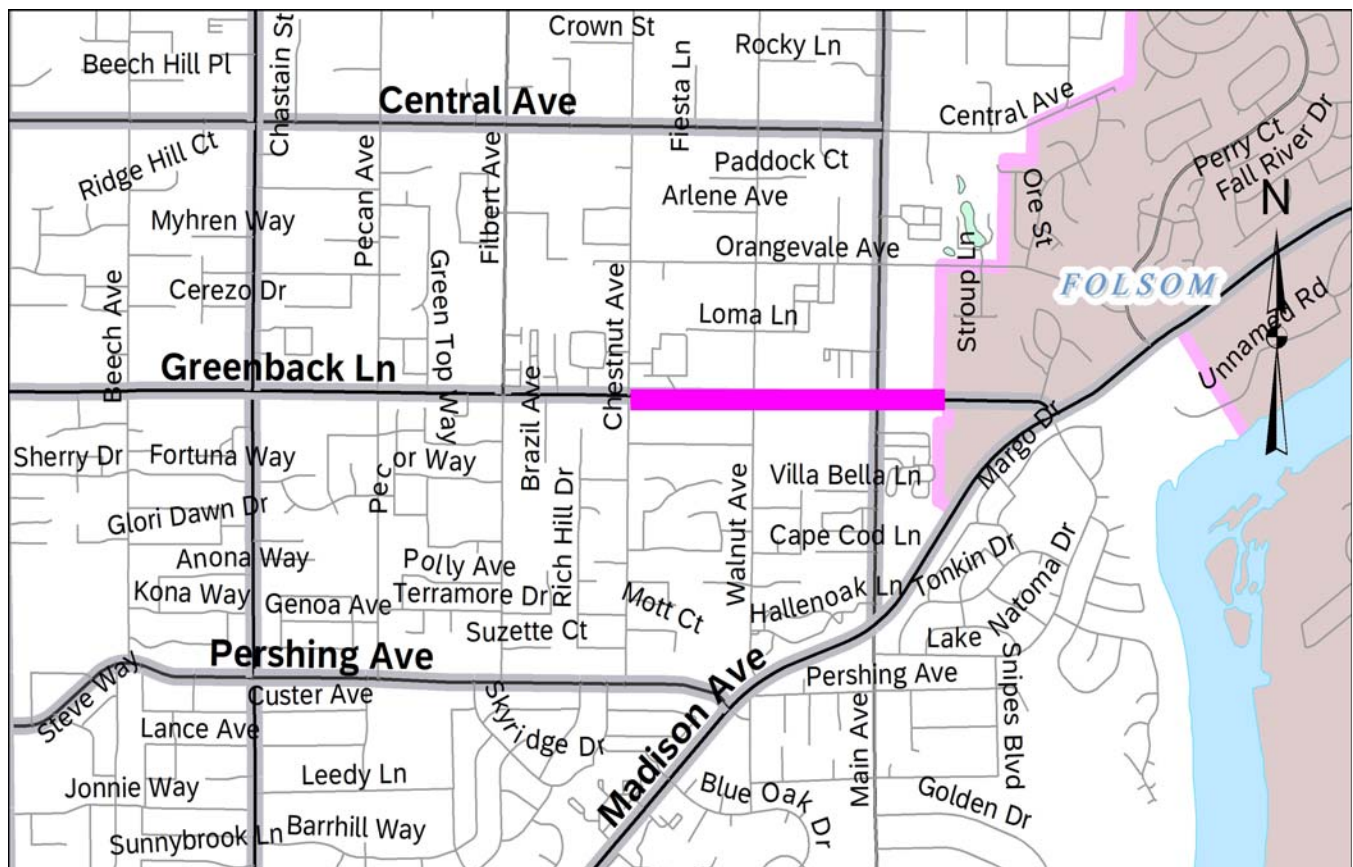 Crown St
Rocky Ln
Beech Hill Pl
Chastain St
Fiesta Ln
Central Ave
Central Ave
Ridge Hill Ct
Pecan Ave
Filbert Ave
Paddock Ct
Arlene Ave
Perry Ct
Fall River Dr
Ore St
N
Myhren Way
Orangevale Ave
Stroup Ln
Green Top Way
Cerezo Dr
Beech Ave
Chestnut Ave
Loma Ln
FOLSOM
Unnamed Rd
Greenback Ln
Brazil Ave
Margo Dr
Sherry Dr
Fortuna Way
Pec
or Way
Rich Hill Dr
Walnut Ave
Villa Bella Ln
Glori Dawn Dr
Cape Cod Ln
Anona Way
Polly Ave
Tonkin Dr
Kona Way
Genoa Ave
Terramore Dr
Mott Ct
Hallenoak Ln
Lake Natoma Dr
Suzette Ct
Pershing Ave
Pershing Ave
Snipes Blvd
Steve Way
Custer Ave
Skyridge Dr
Madison Ave
Main Ave
Lance Ave
Jonnie Way
Leedy Ln
Blue Oak Dr
Golden Dr
Sunnybrook Ln
Barrhill Way